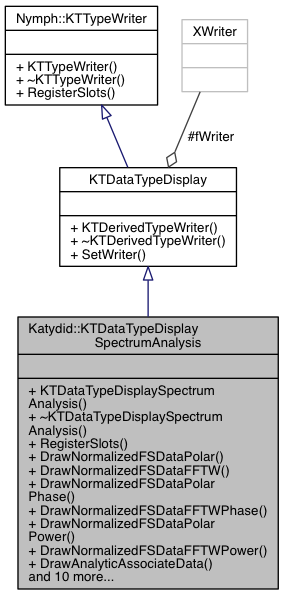 Nymph::KTTypeWriter
+ KTTypeWriter()
+ ~KTTypeWriter()
+ RegisterSlots()
XWriter
#fWriter
KTDataTypeDisplay
+ KTDerivedTypeWriter()
+ ~KTDerivedTypeWriter()
+ SetWriter()
Katydid::KTDataTypeDisplay
SpectrumAnalysis
+ KTDataTypeDisplaySpectrum
Analysis()
+ ~KTDataTypeDisplaySpectrum
Analysis()
+ RegisterSlots()
+ DrawNormalizedFSDataPolar()
+ DrawNormalizedFSDataFFTW()
+ DrawNormalizedFSDataPolar
Phase()
+ DrawNormalizedFSDataFFTWPhase()
+ DrawNormalizedFSDataPolar
Power()
+ DrawNormalizedFSDataFFTWPower()
+ DrawAnalyticAssociateData()
and 10 more...